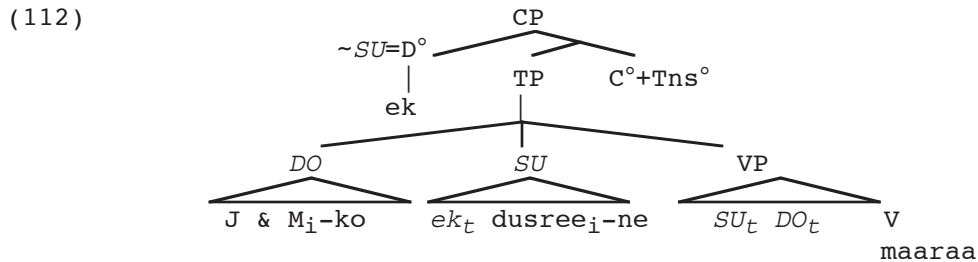 (112) CP
~SU=D° 
TP C°+Tns°
ek
DO SU VP
J & Mᵢ-ko ekₜ dusreeᵢ-ne SUₜ DOₜ V
maaraa